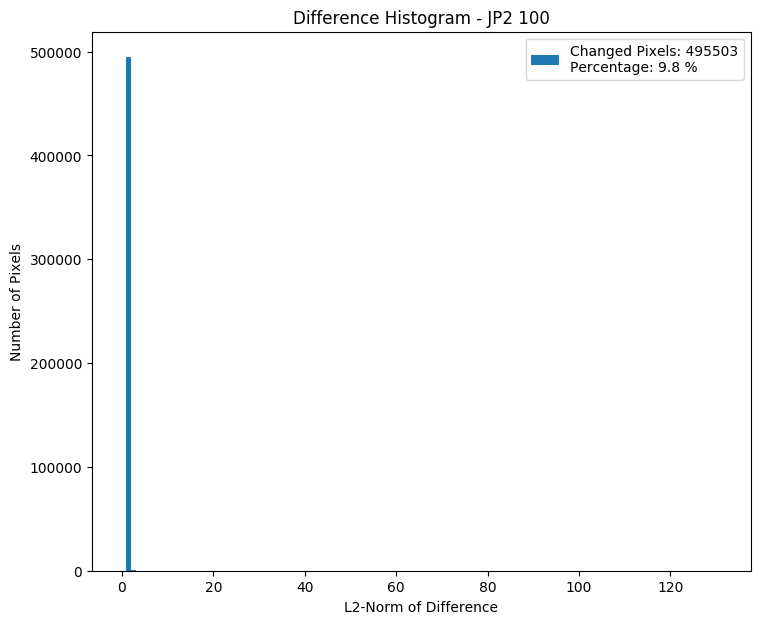 Difference Histogram - JP2 100
Changed Pixels: 495503
Percentage: 9.8 %
500000
400000
300000
200000
100000
0
Number of Pixels
0 20 40 60 80 100 120
L2-Norm of Difference